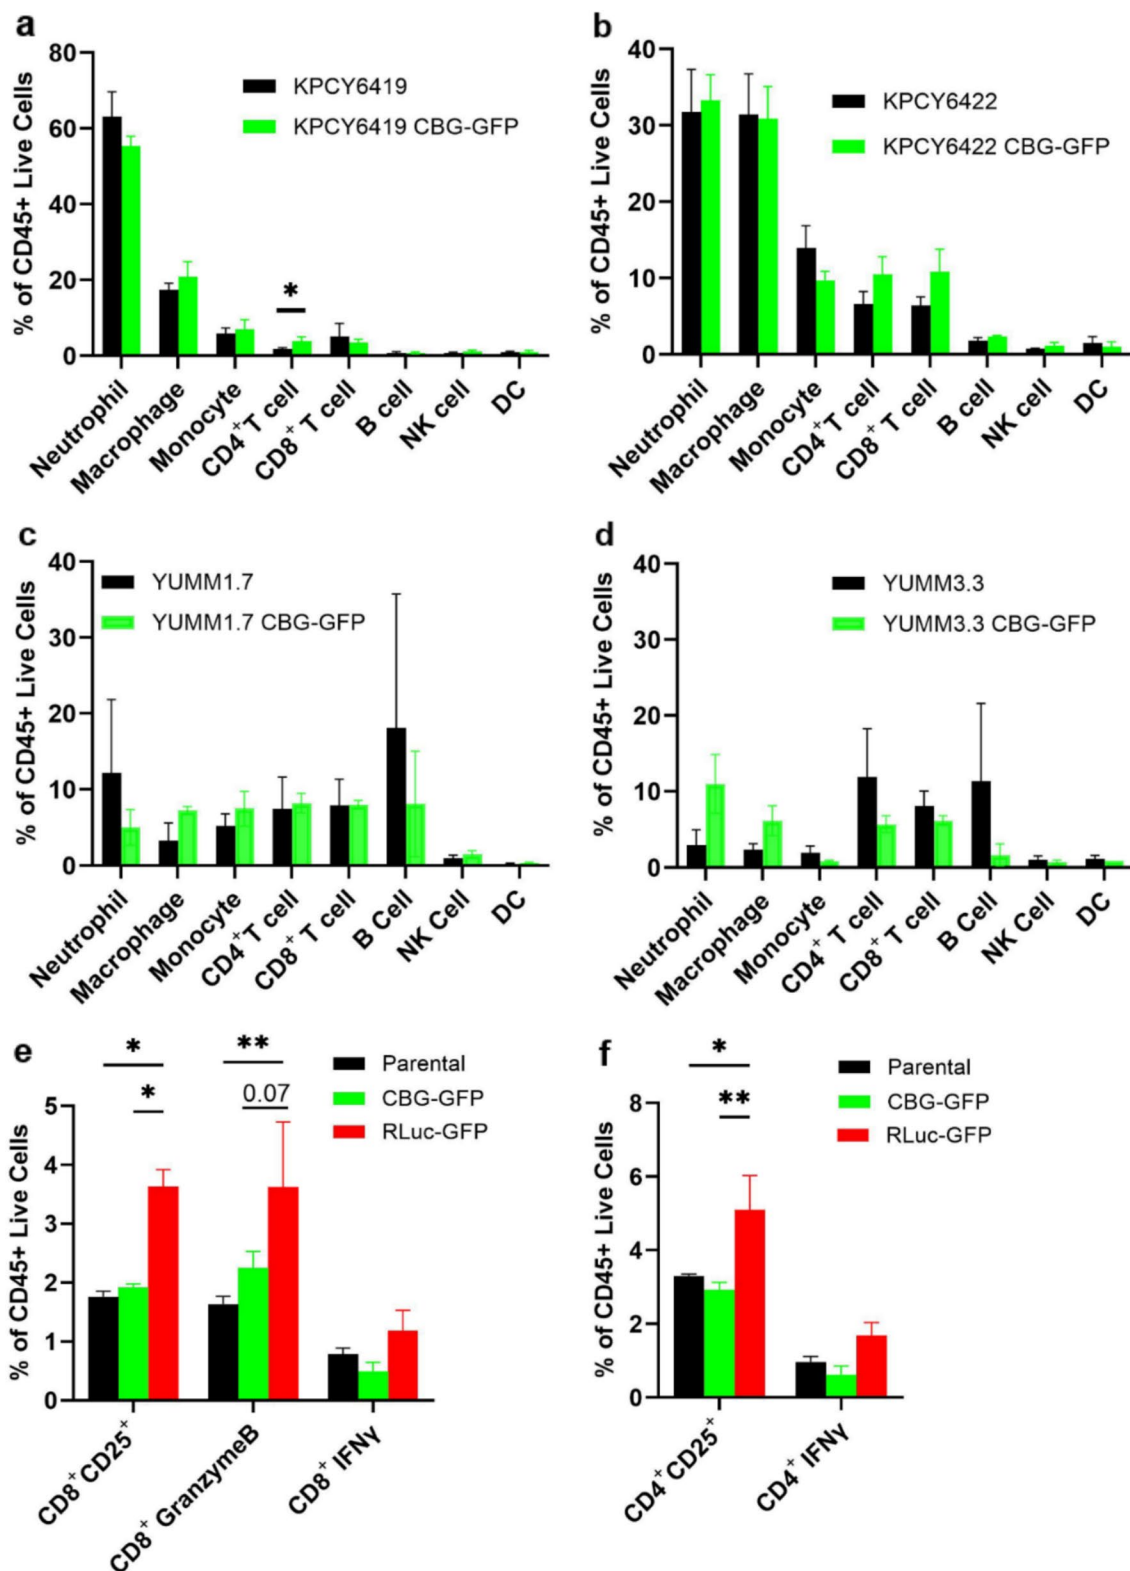 a
80
60
40
20
0
% of CD45+ Live Cells
KPCY6419
KPCY6419 CBG-GFP
*
Neutrophil
Macrophage
Monocyte
CD4⁺T cell
CD8⁺ T cell
B cell
NK cell
DC
b
40
30
20
10
0
% of CD45+ Live Cells
KPCY6422
KPCY6422 CBG-GFP
Neutrophil
Macrophage
Monocyte
CD4⁺T cell
CD8⁺ T cell
B cell
NK cell
DC
c
40
30
20
10
0
% of CD45+ Live Cells
YUMM1.7
YUMM1.7 CBG-GFP
Neutrophil
Macrophage
Monocyte
CD4⁺T cell
CD8⁺ T cell
B Cell
NK Cell
DC
d
40
30
20
10
0
% of CD45+ Live Cells
YUMM3.3
YUMM3.3 CBG-GFP
Neutrophil
Macrophage
Monocyte
CD4⁺ T cell
CD8⁺ T cell
B Cell
NK Cell
DC
e
5
4
3
2
1
0
% of CD45+ Live Cells
*
*
**
0.07
Parental
CBG-GFP
RLuc-GFP
CD8⁺ CD25⁺
CD8⁺ GranzymeB
CD8⁺ IFNγ
f
8
6
4
2
0
% of CD45+ Live Cells
*
**
Parental
CBG-GFP
RLuc-GFP
CD4⁺ CD25⁺
CD4⁺ IFNγ